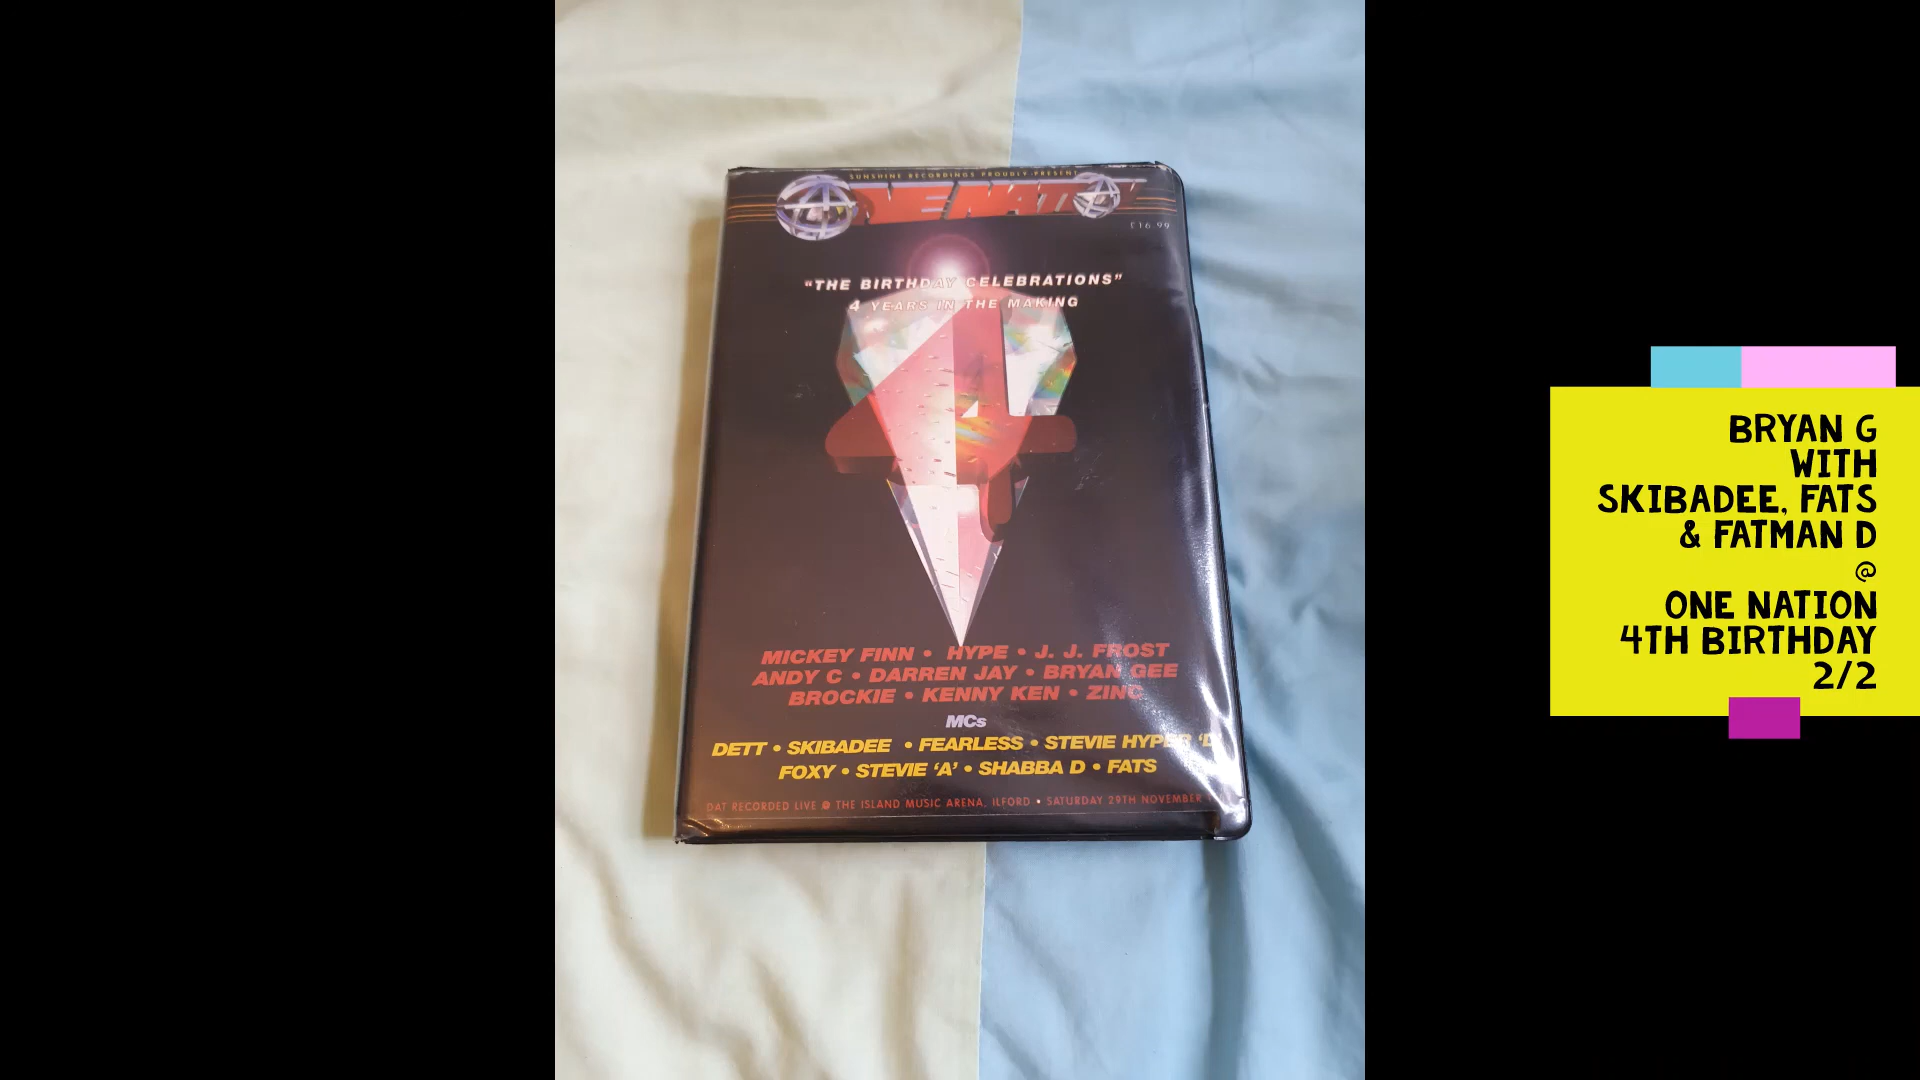 SUNSHINE RECORDINGS PROUDLY PRESENT
ONE NATION
£16.99
"THE BIRTHDAY CELEBRATIONS"
4 YEARS IN THE MAKING
MICKEY FINN • HYPE • J. J. FROST
ANDY C • DARREN JAY • BRYAN GEE
BROCKIE • KENNY KEN • ZINC
MCs
DETT • SKIBADEE • FEARLESS • STEVIE HYPER 'D'
FOXY • STEVIE 'A' • SHABBA D • FATS
DAT RECORDED LIVE @ THE ISLAND MUSIC ARENA, ILFORD • SATURDAY 29TH NOVEMBER
BRYAN G
WITH
SKIBADEE, FATS
& FATMAN D
@
ONE NATION
4TH BIRTHDAY
2/2